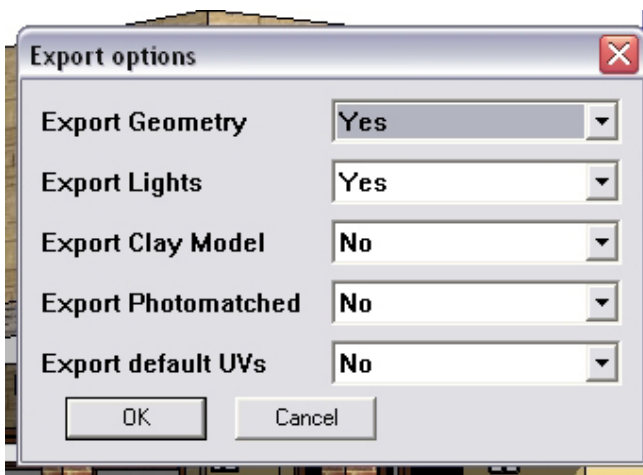 Export options
Export Geometry Yes
Export Lights Yes
Export Clay Model No
Export Photomatched No
Export default UVs No
OK Cancel